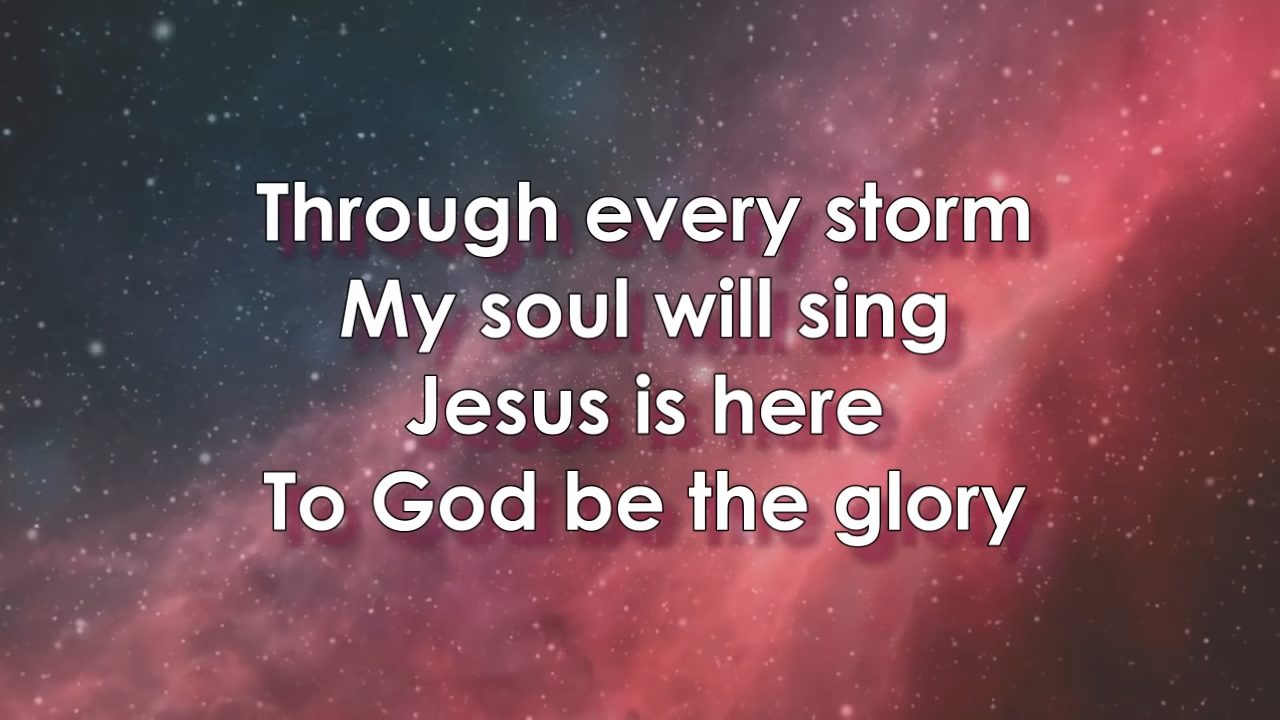 Through every storm
My soul will sing
Jesus is here
To God be the glory